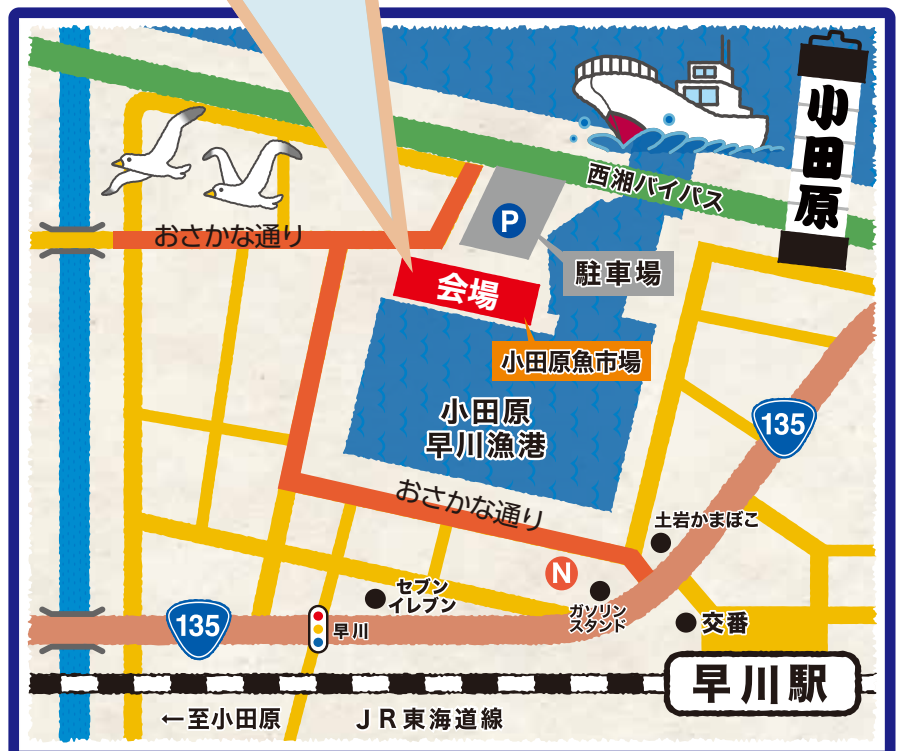 小田原
西湘バイパス
おさかな通り
P
駐車場
会場
小田原魚市場
小田原
早川漁港
135
おさかな通り
土岩かまぼこ
N
セブン
イレブン
ガソリン
スタンド
135
早川
交番
早川駅
←至小田原
JR東海道線